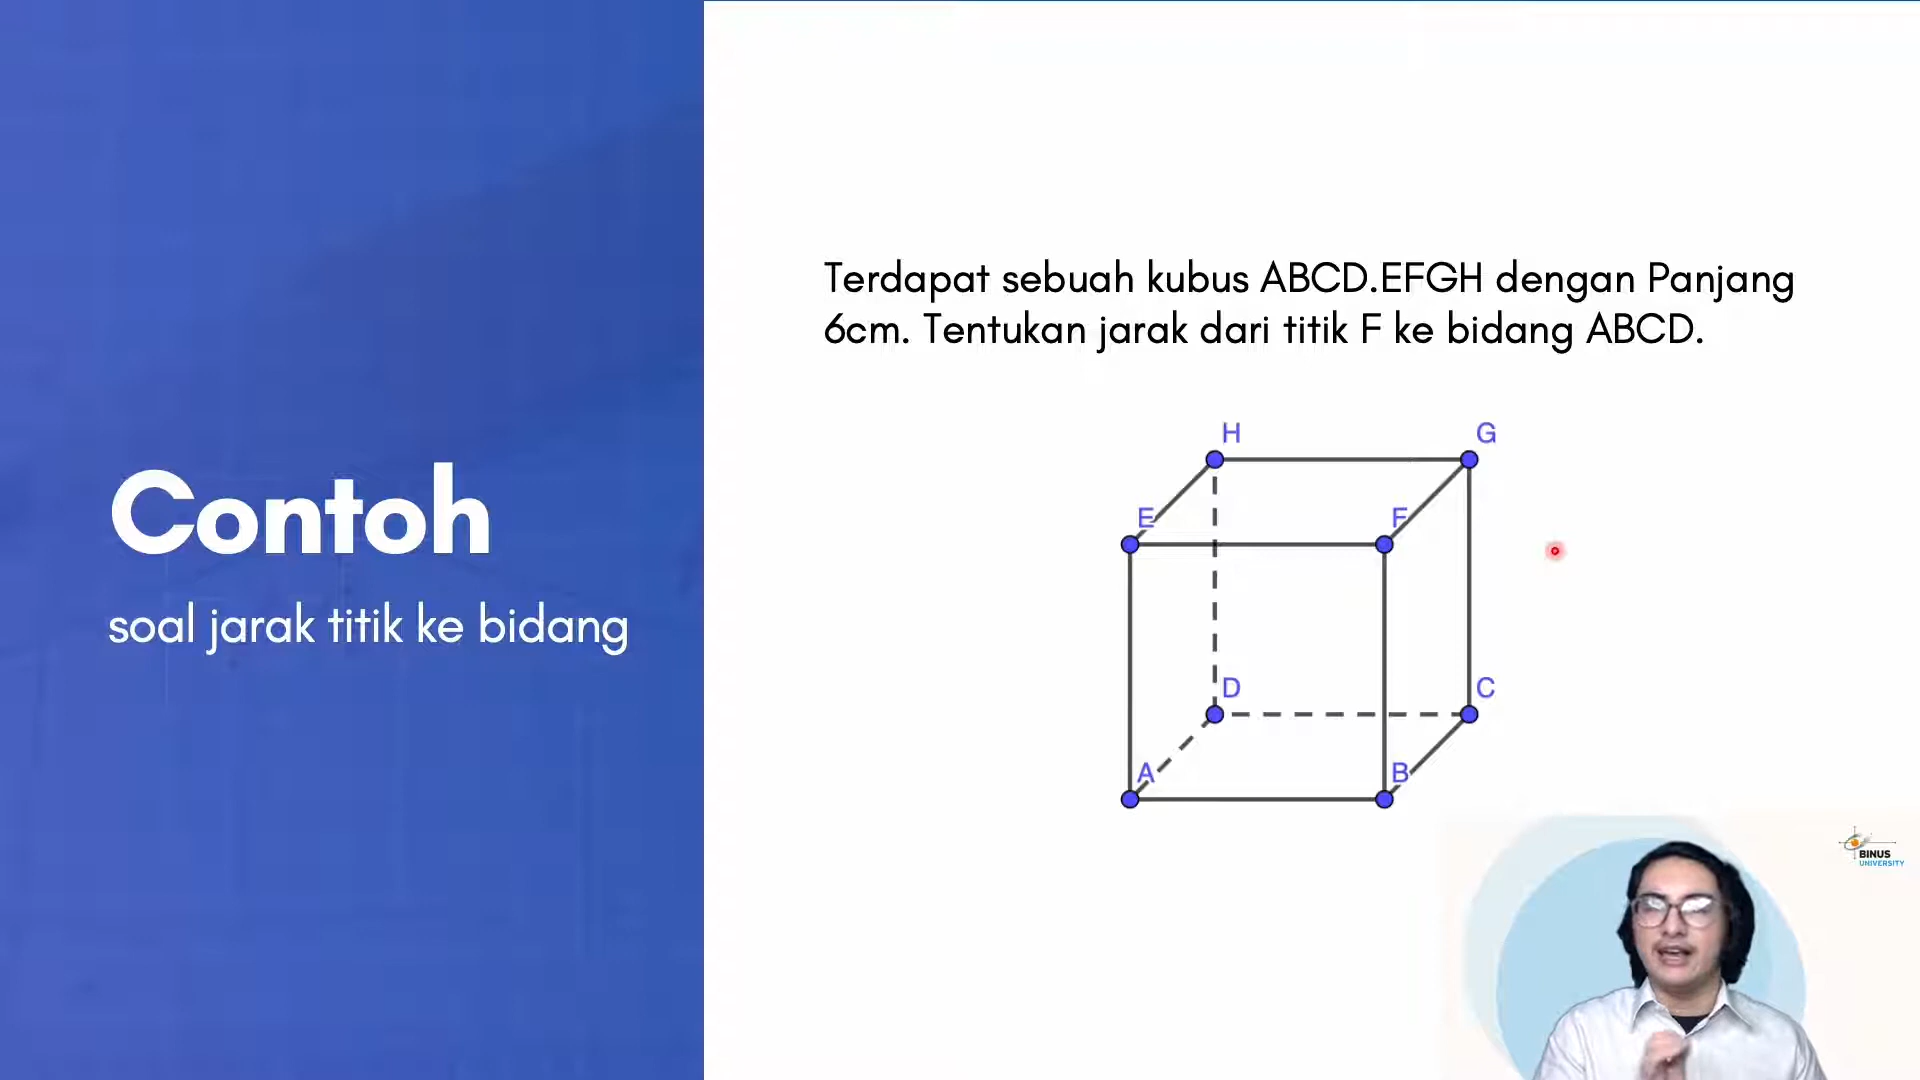 Contoh
soal jarak titik ke bidang
Terdapat sebuah kubus ABCD.EFGH dengan Panjang
6cm. Tentukan jarak dari titik F ke bidang ABCD.
H
G
E
F
D
C
A
B
BINUS
UNIVERSITY